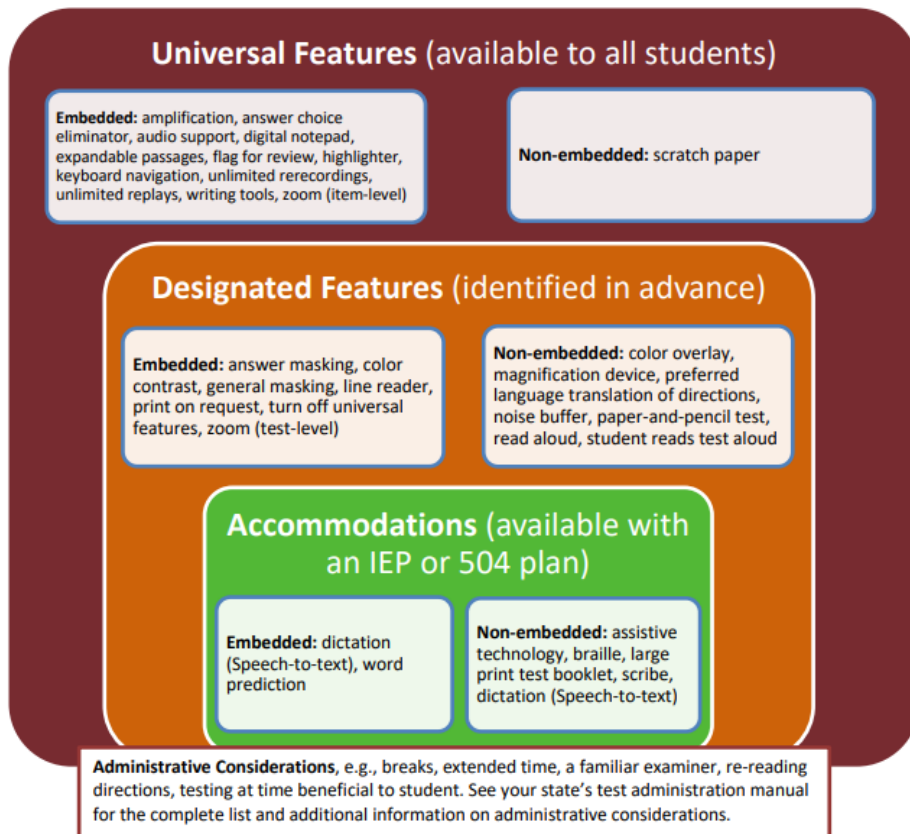 Universal Features (available to all students)
Embedded: amplification, answer choice
eliminator, audio support, digital notepad,
expandable passages, flag for review, highlighter,
keyboard navigation, unlimited rerecordings,
unlimited replays, writing tools, zoom (item-level)
Non-embedded: scratch paper
Designated Features (identified in advance)
Embedded: answer masking, color
contrast, general masking, line reader,
print on request, turn off universal
features, zoom (test-level)
Non-embedded: color overlay,
magnification device, preferred
language translation of directions,
noise buffer, paper-and-pencil test,
read aloud, student reads test aloud
Accommodations (available with
an IEP or 504 plan)
Embedded: dictation
(Speech-to-text), word
prediction
Non-embedded: assistive
technology, braille, large
print test booklet, scribe,
dictation (Speech-to-text)
Administrative Considerations, e.g., breaks, extended time, a familiar examiner, re-reading
directions, testing at time beneficial to student. See your state's test administration manual
for the complete list and additional information on administrative considerations.